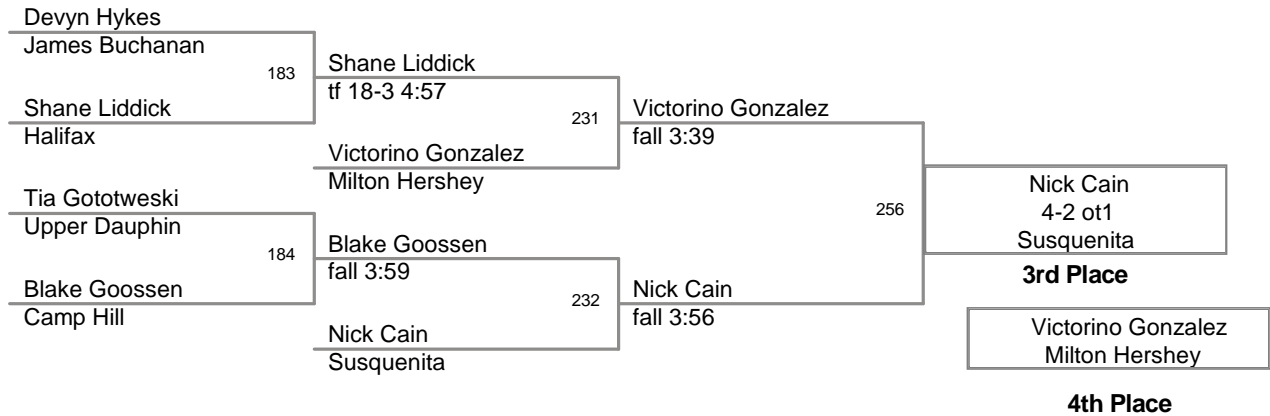 Devyn Hykes
James Buchanan
183
Shane Liddick
Halifax
Shane Liddick
tf 18-3 4:57
231
Victorino Gonzalez
Milton Hershey
Victorino Gonzalez
fall 3:39
Tia Gototweski
Upper Dauphin
184
Blake Goossen
Camp Hill
Blake Goossen
fall 3:59
232
Nick Cain
Susquenita
Nick Cain
fall 3:56
256
Nick Cain
4-2 ot1
Susquenita
3rd Place
Victorino Gonzalez
Milton Hershey
4th Place